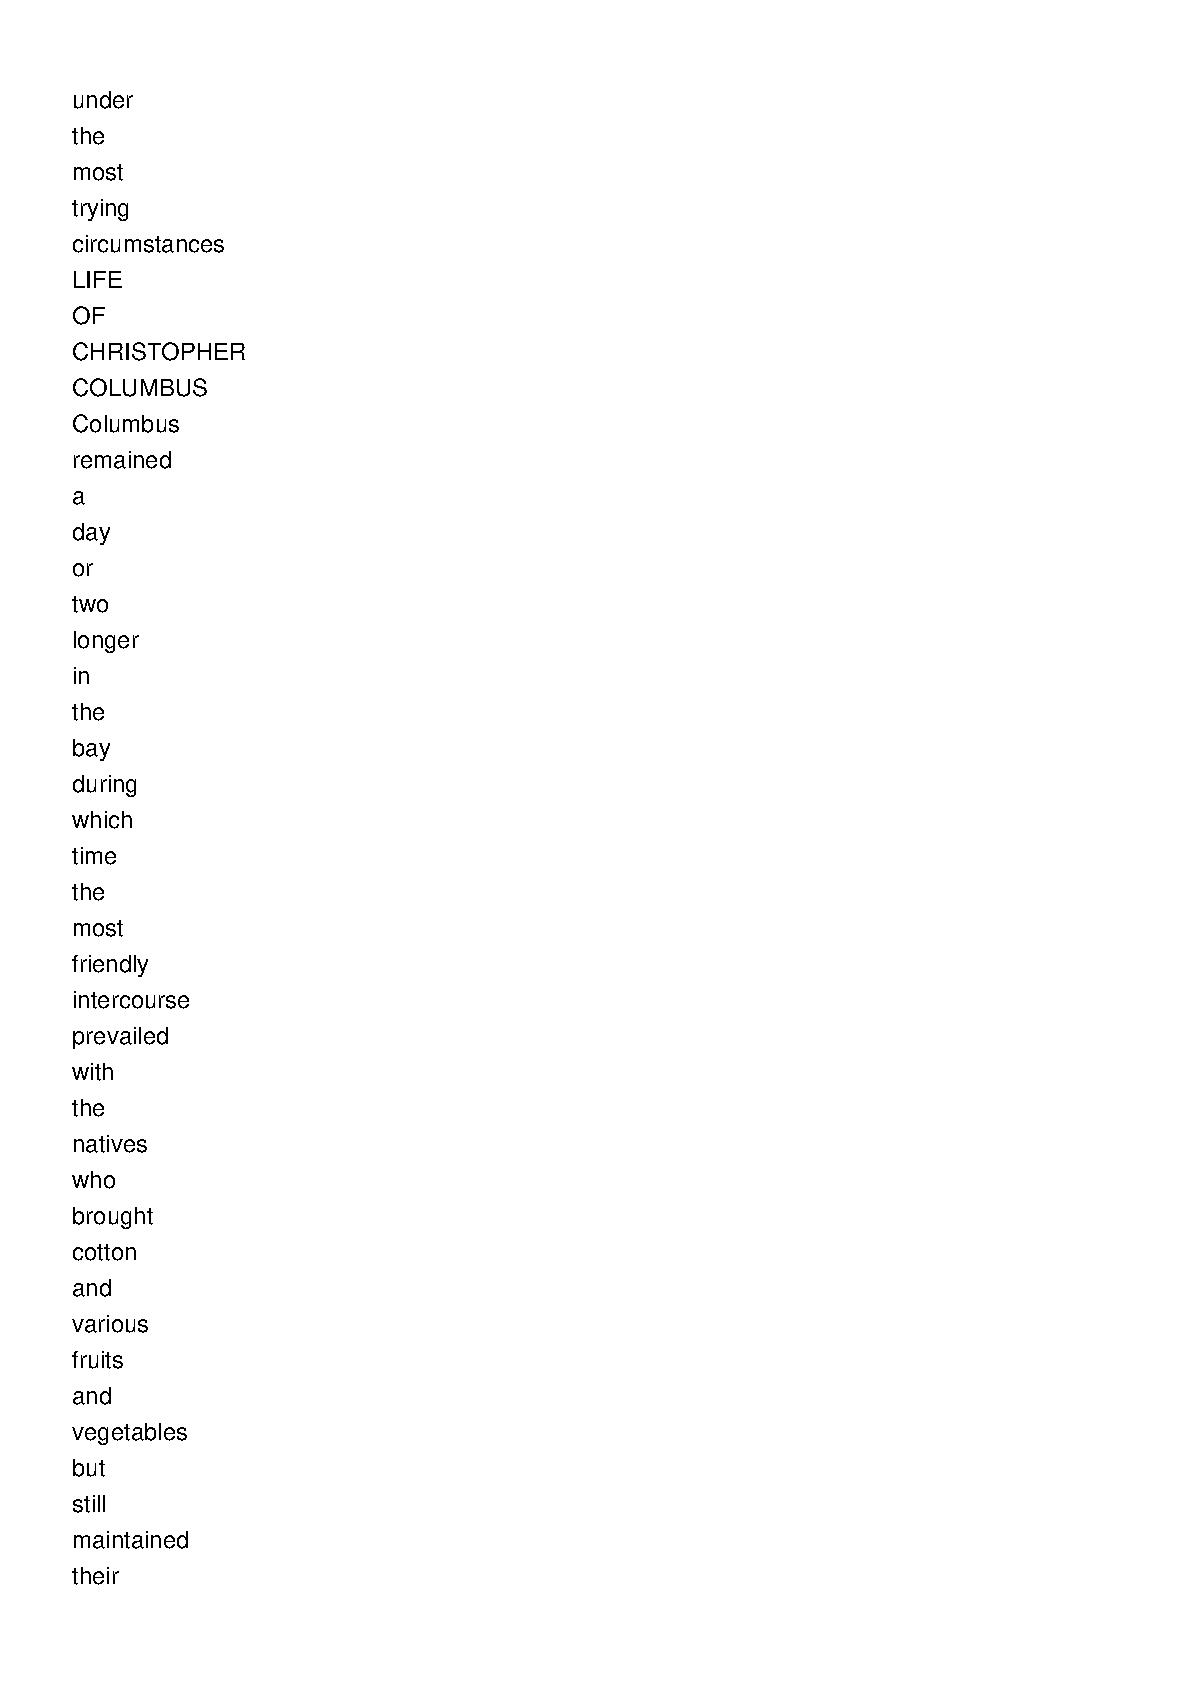 under
the
most
trying
circumstances
LIFE
OF
CHRISTOPHER
COLUMBUS
Columbus
remained
a
day
or
two
longer
in
the
bay
during
which
time
the
most
friendly
intercourse
prevailed
with
the
natives
who
brought
cotton
and
various
fruits
and
vegetables
but
still
maintained
their